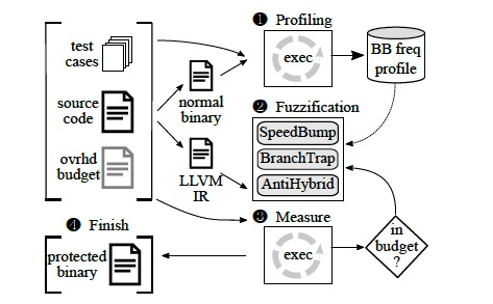 test
cases
source
code
ovrhd
budget
normal
binary
LLVM
IR
❶ Profiling
exec
BB freq
profile
❷ Fuzzification
SpeedBump
BranchTrap
AntiHybrid
❸ Measure
exec
in
budget
?
❹ Finish
protected
binary